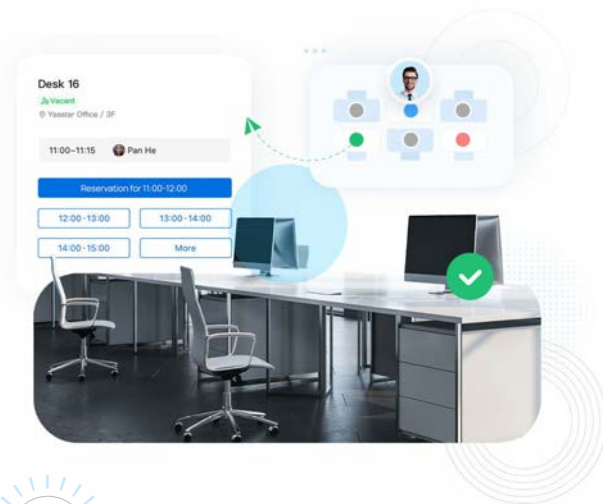 Desk 16
Vacant
Yeastar Office / 3F
11:00-11:15 Pan He
Reservation for 11:00-12:00
12:00-13:00 13:00-14:00
14:00-15:00 More